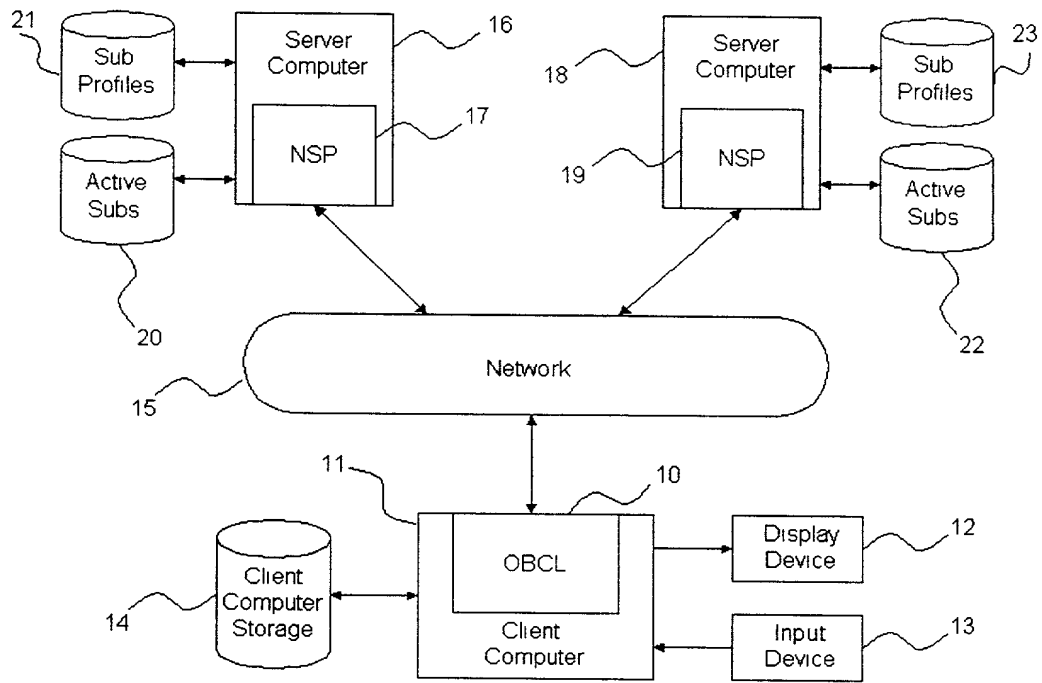 21
Sub
Profiles
Server
Computer
16
18
Server
Computer
Sub
Profiles
23
NSP
17
19
NSP
Active
Subs
Active
Subs
20
22
Network
15
11
10
OBCL
Client
Computer
Client
Computer
Storage
14
Display
Device
12
Input
Device
13